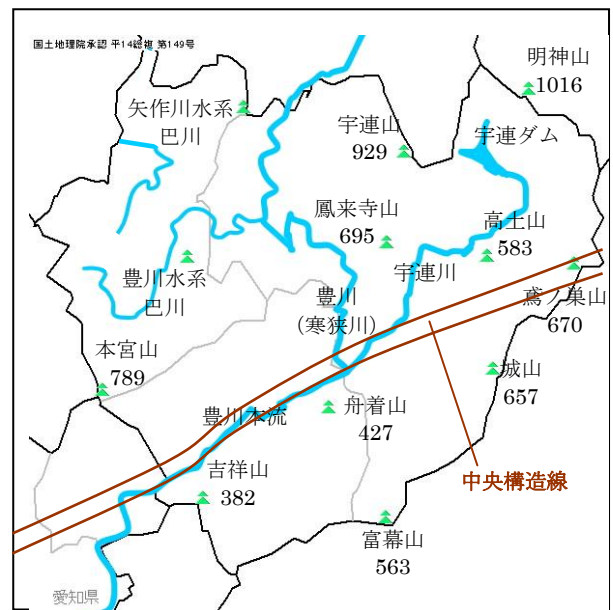 国土地理院承認 平14総複 第149号
明神山
1016
矢作川水系
巴川
宇連山
929
宇連ダム
鳳来寺山
695
高土山
583
宇連川
豊川水系
巴川
豊川
(寒狭川)
鳶ノ巣山
670
本宮山
789
城山
657
豊川本流
舟着山
427
中央構造線
吉祥山
382
富幕山
563
愛知県